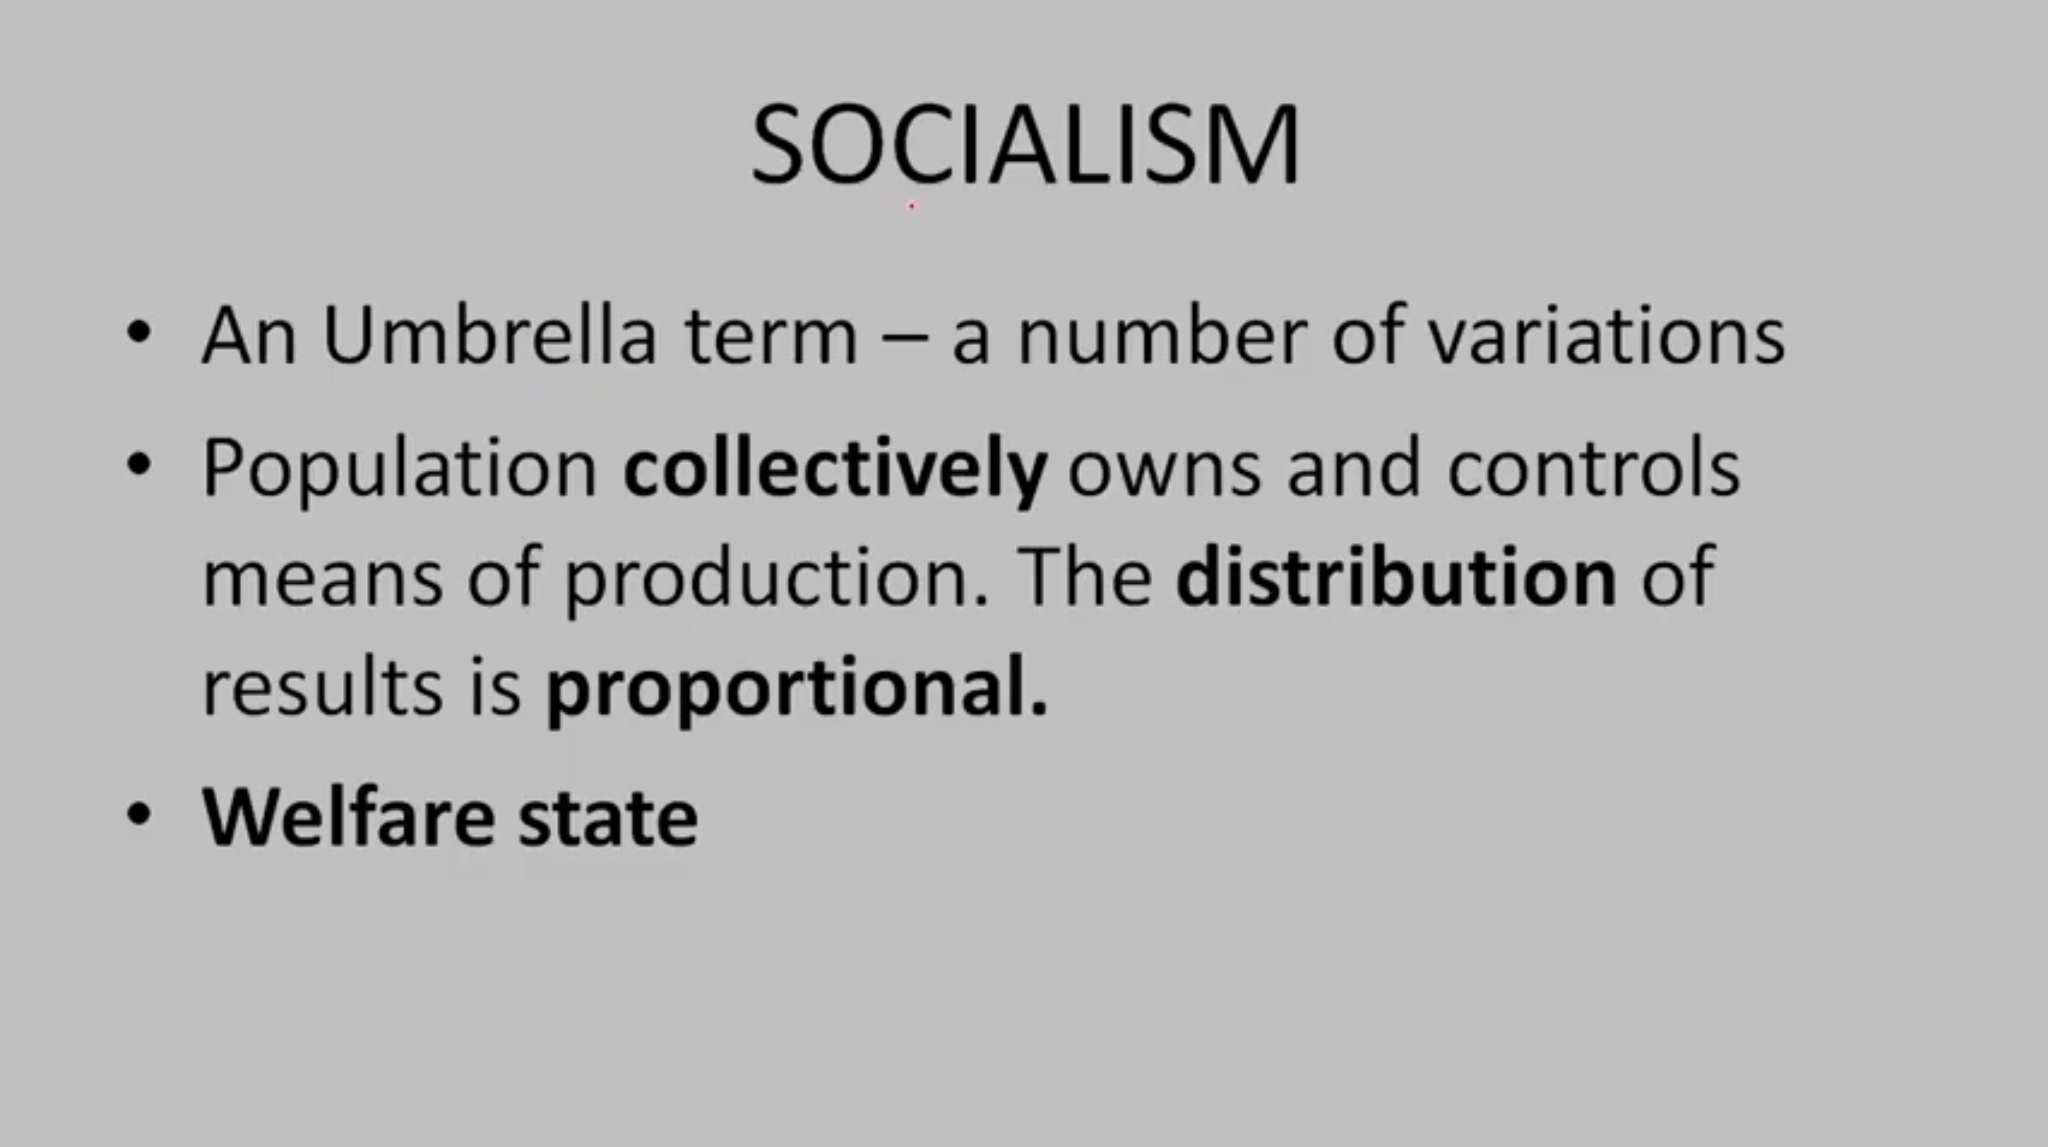 SOCIALISM
• An Umbrella term – a number of variations
• Population collectively owns and controls
means of production. The distribution of
results is proportional.
• Welfare state